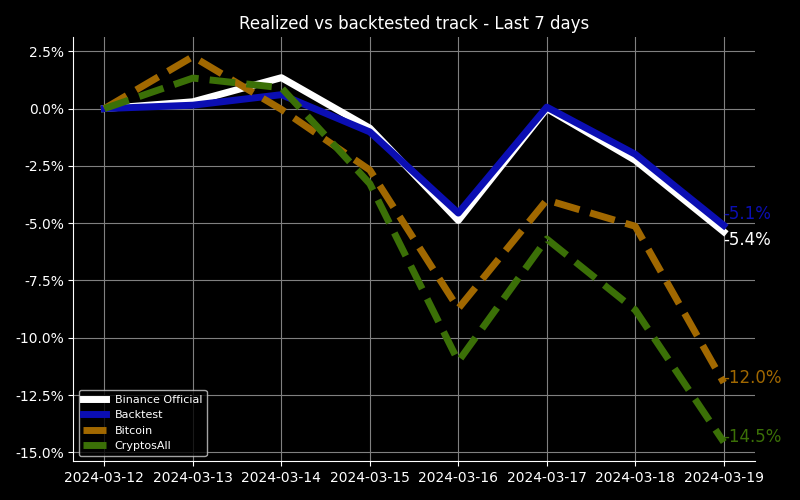 Realized vs backtested track - Last 7 days
2.5%
0.0%
-2.5%
-5.0%
-7.5%
-10.0%
-12.5%
-15.0%
-5.1%
-5.4%
-12.0%
-14.5%
Binance Official
Backtest
Bitcoin
CryptosAll
2024-03-12 2024-03-13 2024-03-14 2024-03-15 2024-03-16 2024-03-17 2024-03-18 2024-03-19